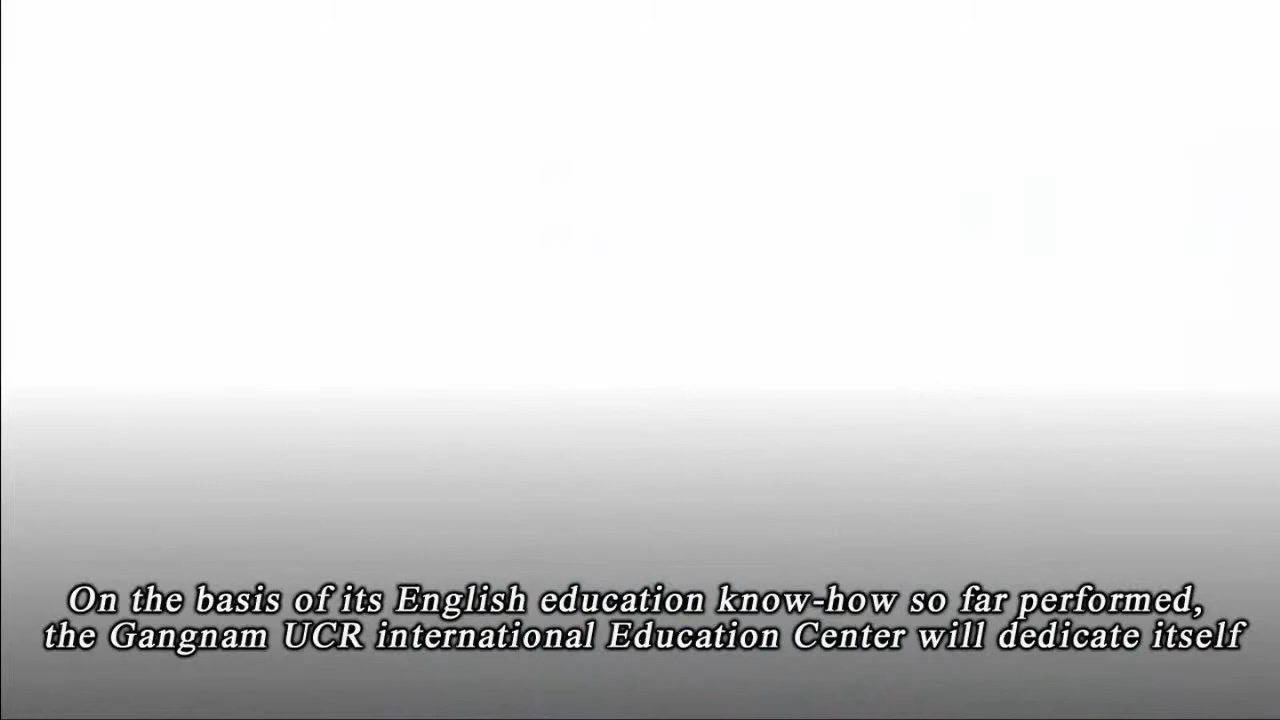 On the basis of its English education know-how so far performed,
the Gangnam UCR international Education Center will dedicate itself